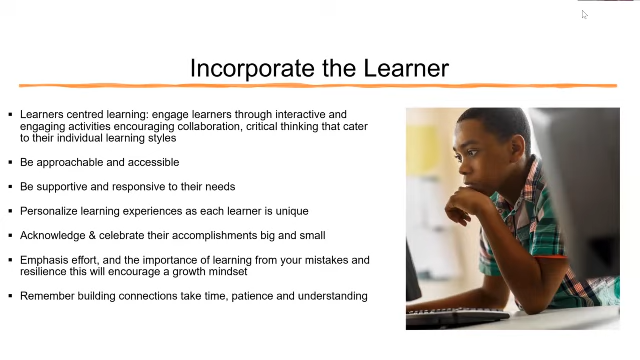 Incorporate the Learner
▪ Learners centred learning: engage learners through interactive and
engaging activities encouraging collaboration, critical thinking that cater
to their individual learning styles
▪ Be approachable and accessible
▪ Be supportive and responsive to their needs
▪ Personalize learning experiences as each learner is unique
▪ Acknowledge & celebrate their accomplishments big and small
▪ Emphasis effort, and the importance of learning from your mistakes and
resilience this will encourage a growth mindset
▪ Remember building connections take time, patience and understanding